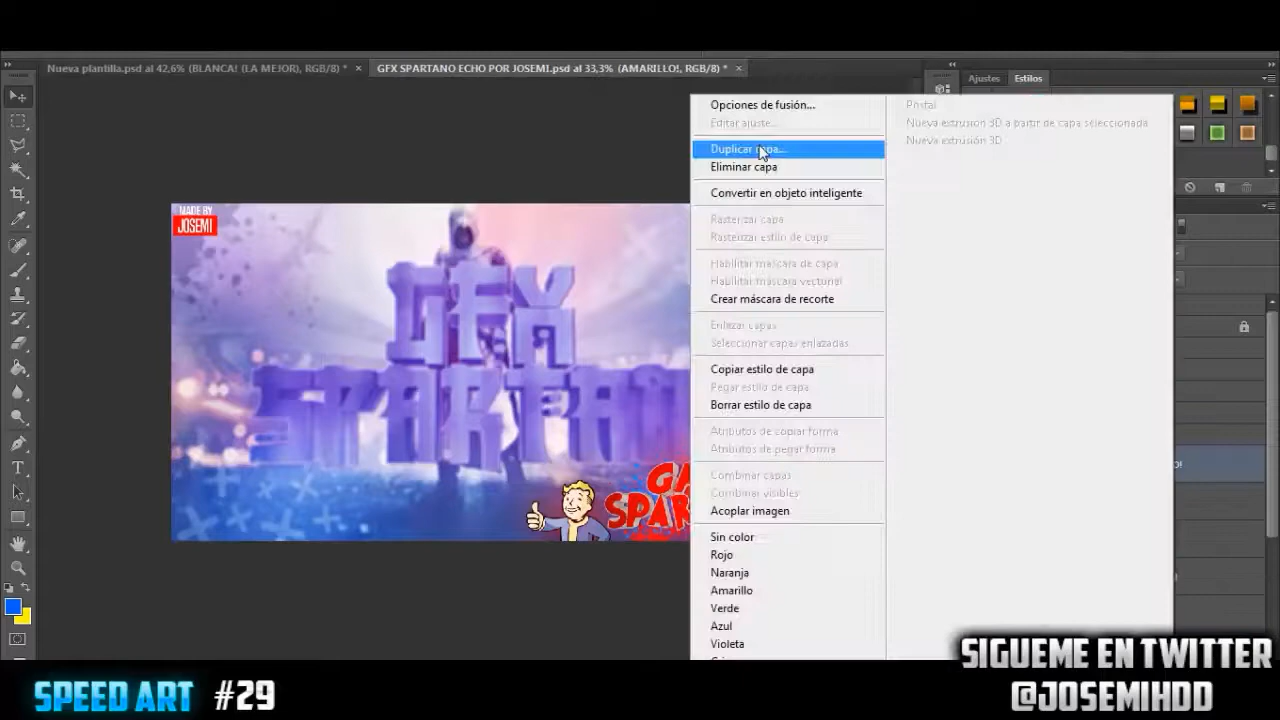 Nueva plantilla.psd al 42,6% (BLANCA! (LA MEJOR), RGB/8) *
GFX SPARTANO ECHO POR JOSEMI.psd al 33,3% (AMARILLO!, RGB/8) *
Ajustes
Estilos
Opciones de fusión...
Editar ajuste...
Duplicar capa...
Eliminar capa
Convertir en objeto inteligente
Rasterizar capa
Rasterizar estilo de capa
Habilitar máscara de capa
Habilitar máscara vectorial
Crear máscara de recorte
Enlazar capas
Seleccionar capas enlazadas
Copiar estilo de capa
Pegar estilo de capa
Borrar estilo de capa
Atributos de copiar forma
Atributos de pegar forma
Combinar capas
Combinar visibles
Acoplar imagen
Sin color
Rojo
Naranja
Amarillo
Verde
Azul
Violeta
Postal
Nueva extrusión 3D a partir de capa seleccionada
Nueva extrusión 3D
MADE BY
JOSEMI
GFX
SPARTAN
GA
SPAR
SIGUEME EN TWITTER
@JOSEMIHDD
SPEED ART #29